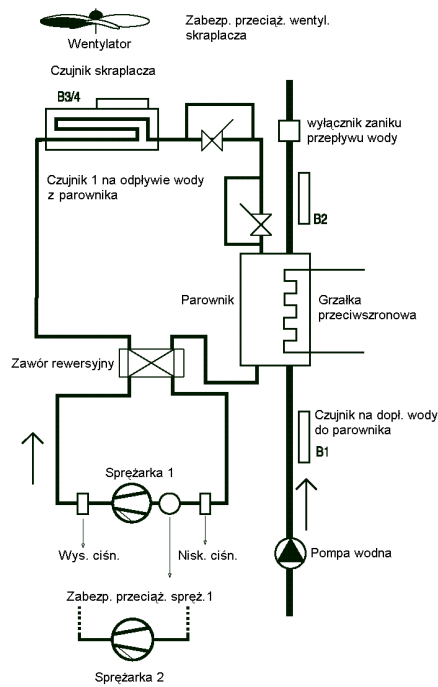 Zabezp. przeciąż. wentyl.
skraplacza
Wentylator
Czujnik skraplacza
B3/4
wyłącznik zaniku
przepływu wody
Czujnik 1 na odpływie wody
z parownika
B2
Parownik
Grzałka
przeciwszronowa
Zawór rewersyjny
Czujnik na dopł. wody
do parownika
B1
Sprężarka 1
Wys. ciśn.
Nisk. ciśn.
Pompa wodna
Zabezp. przeciąż. spręż.1
Sprężarka 2